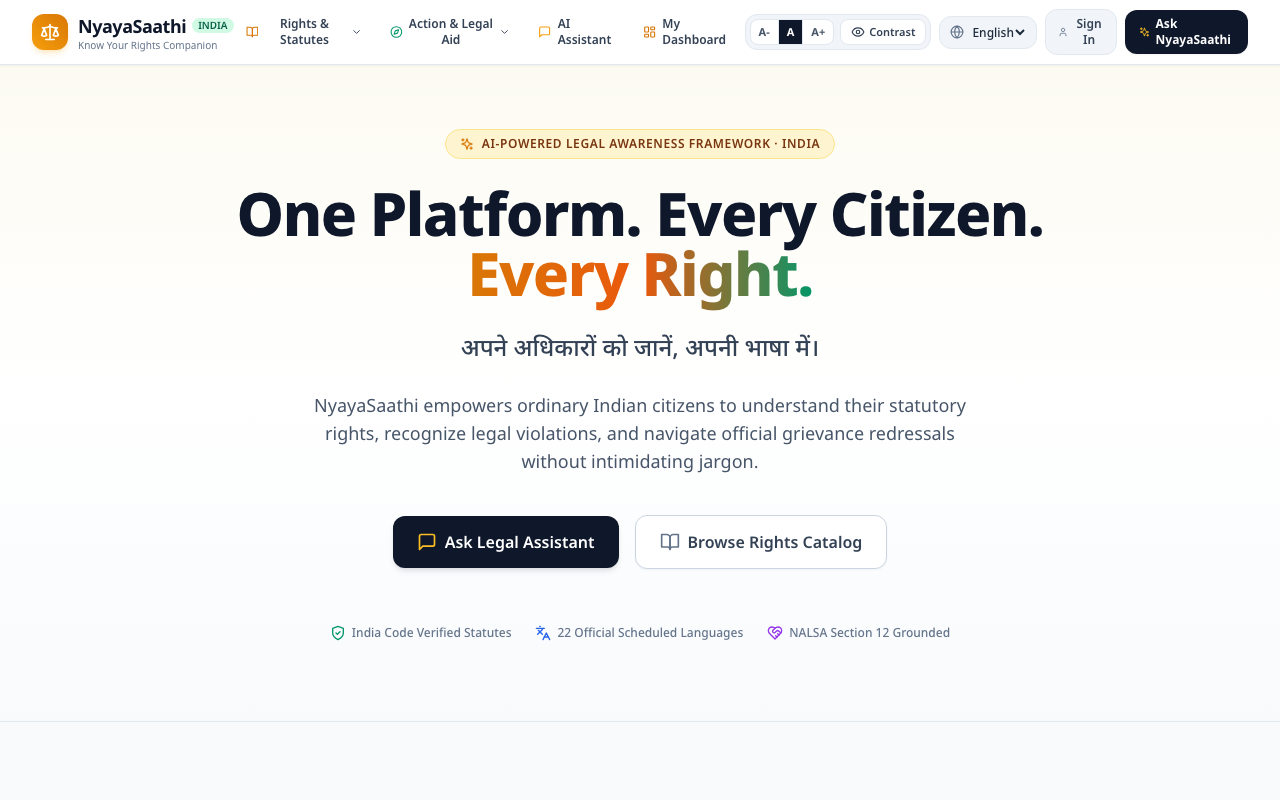 NyayaSaathi INDIA
Know Your Rights Companion
Rights & Statutes
Action & Legal Aid
AI Assistant
My Dashboard
A- A A+ Contrast
English
Sign In
Ask NyayaSaathi
AI-POWERED LEGAL AWARENESS FRAMEWORK · INDIA
One Platform. Every Citizen.
Every Right.
अपने अधिकारों को जानें, अपनी भाषा में।
NyayaSaathi empowers ordinary Indian citizens to understand their statutory
rights, recognize legal violations, and navigate official grievance redressals
without intimidating jargon.
Ask Legal Assistant
Browse Rights Catalog
India Code Verified Statutes
22 Official Scheduled Languages
NALSA Section 12 Grounded